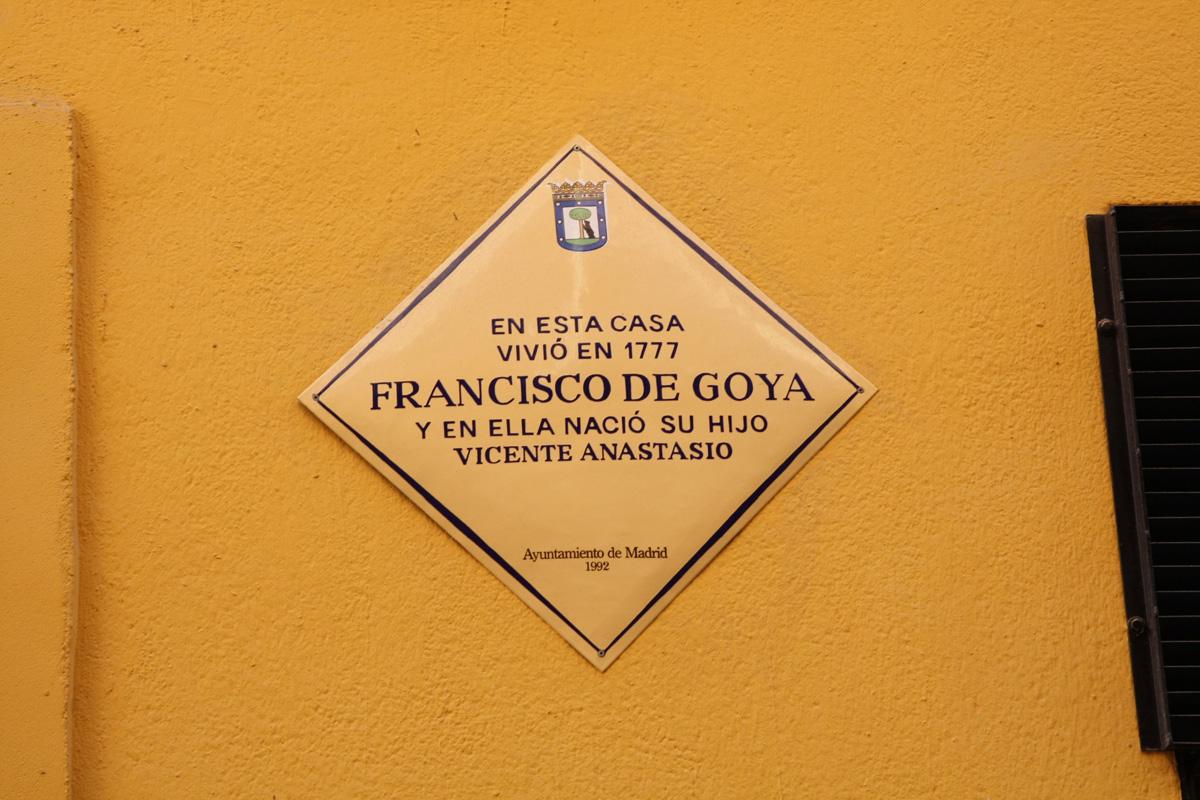 EN ESTA CASA
VIVIÓ EN 1777
FRANCISCO DE GOYA
Y EN ELLA NACIÓ SU HIJO
VICENTE ANASTASIO
Ayuntamiento de Madrid
1992